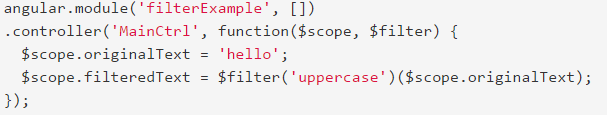 angular.module('filterExample', [])
.controller('MainCtrl', function($scope, $filter) {
  $scope.originalText = 'hello';
  $scope.filteredText = $filter('uppercase')($scope.originalText);
});